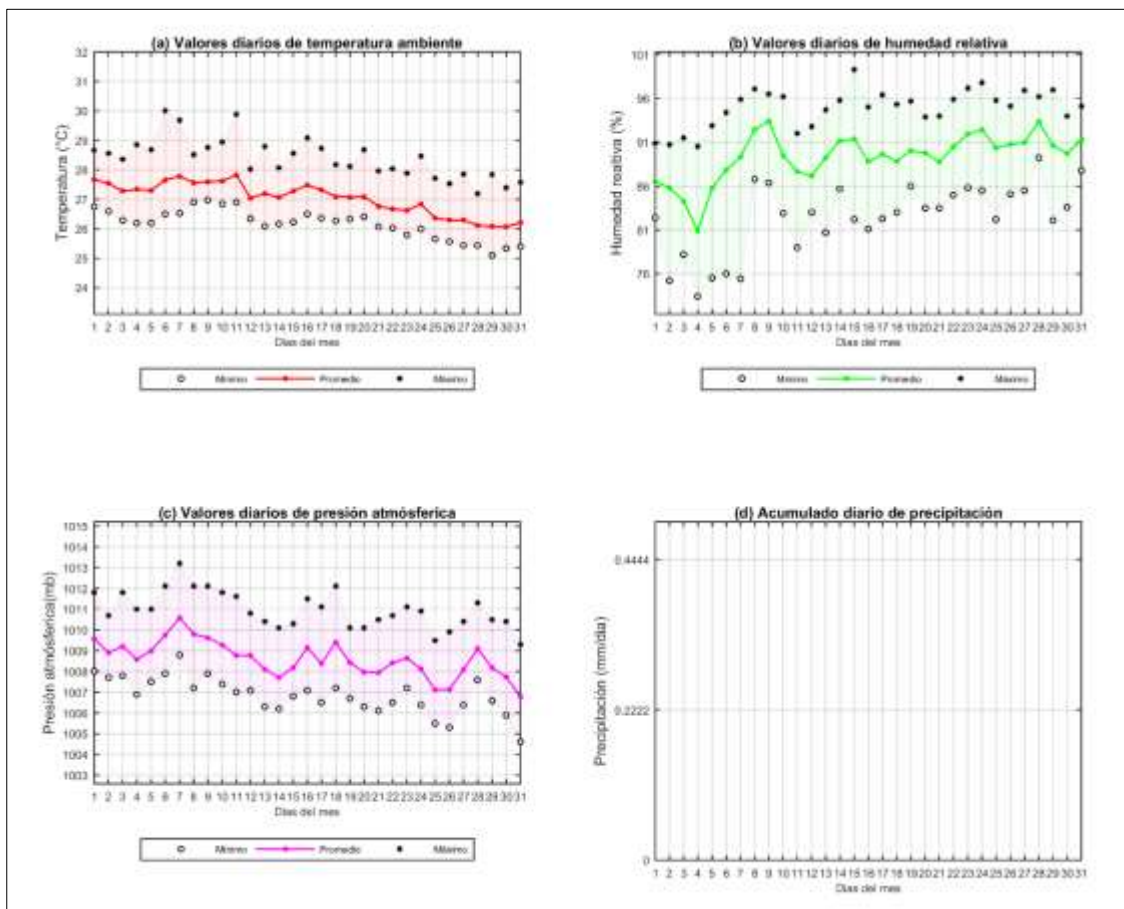 (a) Valores diarios de temperatura ambiente
32
31
30
29
28
27
26
25
24
Temperatura (°C)
1 2 3 4 5 6 7 8 9 10 11 12 13 14 15 16 17 18 19 20 21 22 23 24 25 26 27 28 29 30 31
Dias del mes
Mínimo Promedio Máximo
(b) Valores diarios de humedad relativa
101
96
91
86
81
76
Humedad realtiva (%)
1 2 3 4 5 6 7 8 9 10 11 12 13 14 15 16 17 18 19 20 21 22 23 24 25 26 27 28 29 30 31
Dias del mes
Mínimo Promedio Máximo
(c) Valores diarios de presión atmósferica
1015
1014
1013
1012
1011
1010
1009
1008
1007
1006
1005
1004
1003
Presión atmósferica(mb)
1 2 3 4 5 6 7 8 9 10 11 12 13 14 15 16 17 18 19 20 21 22 23 24 25 26 27 28 29 30 31
Dias del mes
Mínimo Promedio Máximo
(d) Acumulado diario de precipitación
0.4444
0.2222
0
Precipitación (mm/dia)
1 2 3 4 5 6 7 8 9 10 11 12 13 14 15 16 17 18 19 20 21 22 23 24 25 26 27 28 29 30 31
Dias del mes